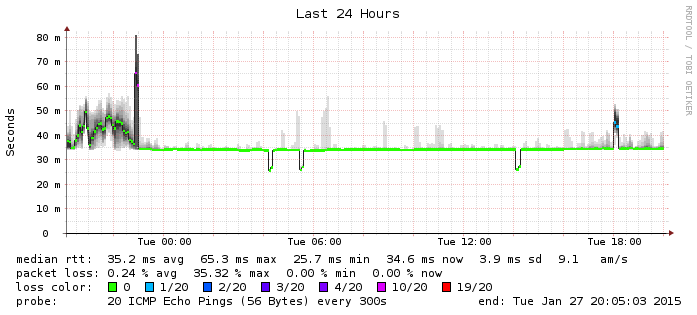 Last 24 Hours
RRDTOOL / TOBI OETIKER
Seconds
80 m
70 m
60 m
50 m
40 m
30 m
20 m
10 m
0
Tue 00:00 Tue 06:00 Tue 12:00 Tue 18:00
median rtt: 35.2 ms avg 65.3 ms max 25.7 ms min 34.6 ms now 3.9 ms sd 9.1 am/s
packet loss: 0.24 % avg 35.32 % max 0.00 % min 0.00 % now
loss color: 0 1/20 2/20 3/20 4/20 10/20 19/20
probe: 20 ICMP Echo Pings (56 Bytes) every 300s end: Tue Jan 27 20:05:03 2015